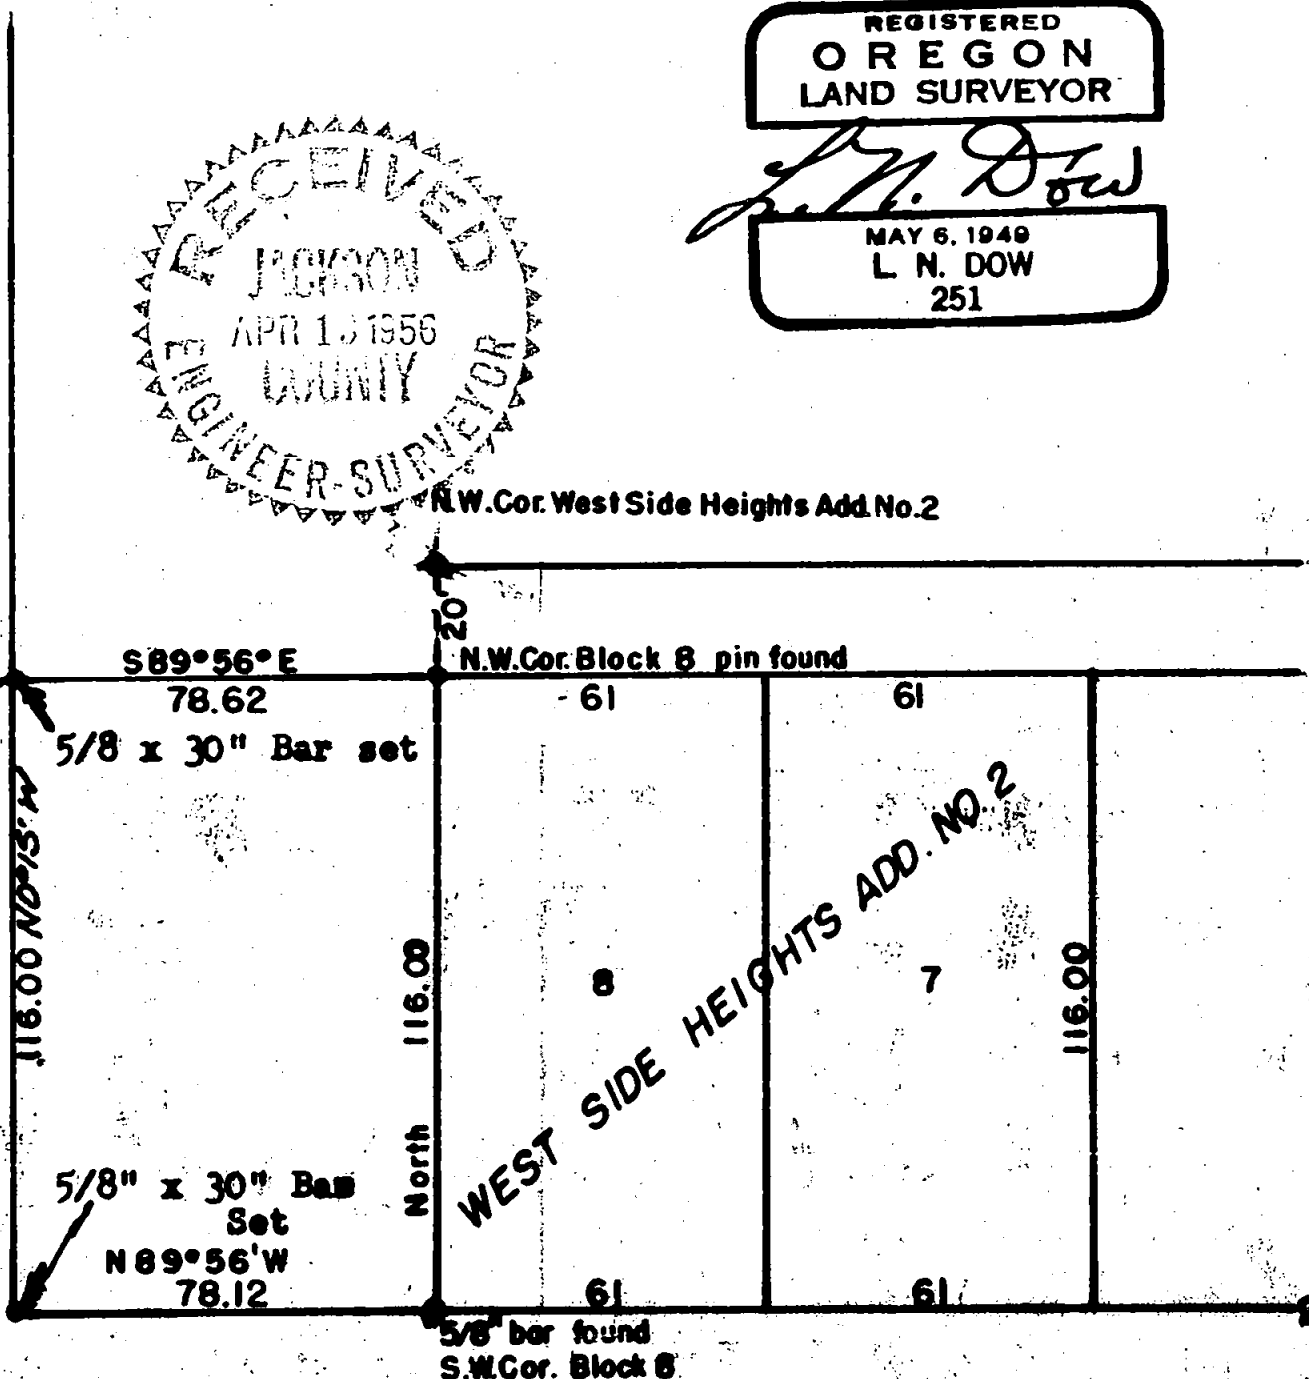 REGISTERED
OREGON
LAND SURVEYOR
L. N. Dow
MAY 6, 1949
L. N. DOW
251
RECEIVED
JACKSON
APR 1 1956
COUNTY
ENGINEER-SURVEYOR
N.W.Cor. West Side Heights Add. No.2
20'
S89°56°E
N.W.Cor. Block 8 pin found
78.62
61
61
5/8 x 30" Bar set
116.00 N0°15'W
North 116.00
8
7
116.00
WEST SIDE HEIGHTS ADD. NO. 2
5/8" x 30" Bar
Set
N89°56'W
78.12
61
61
5/8" bar found
S.W.Cor. Block 8